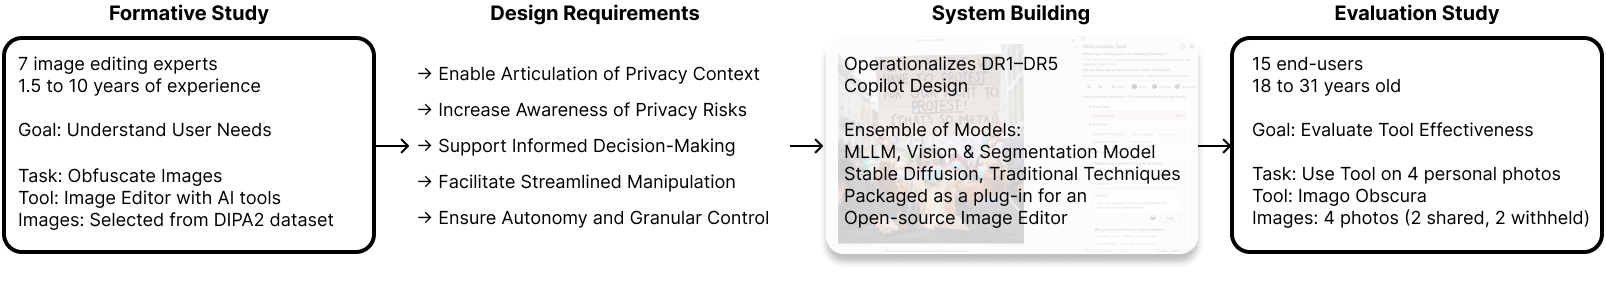 Formative Study
7 image editing experts
1.5 to 10 years of experience
Goal: Understand User Needs
Task: Obfuscate Images
Tool: Image Editor with AI tools
Images: Selected from DIPA2 dataset
Design Requirements
→ Enable Articulation of Privacy Context
→ Increase Awareness of Privacy Risks
→ Support Informed Decision-Making
→ Facilitate Streamlined Manipulation
→ Ensure Autonomy and Granular Control
System Building
Operationalizes DR1–DR5
Copilot Design
Ensemble of Models:
MLLM, Vision & Segmentation Model
Stable Diffusion, Traditional Techniques
Packaged as a plug-in for an
Open-source Image Editor
Obfuscation Tool
PROTEST!
(THATS SO METAL)
Evaluation Study
15 end-users
18 to 31 years old
Goal: Evaluate Tool Effectiveness
Task: Use Tool on 4 personal photos
Tool: Imago Obscura
Images: 4 photos (2 shared, 2 withheld)